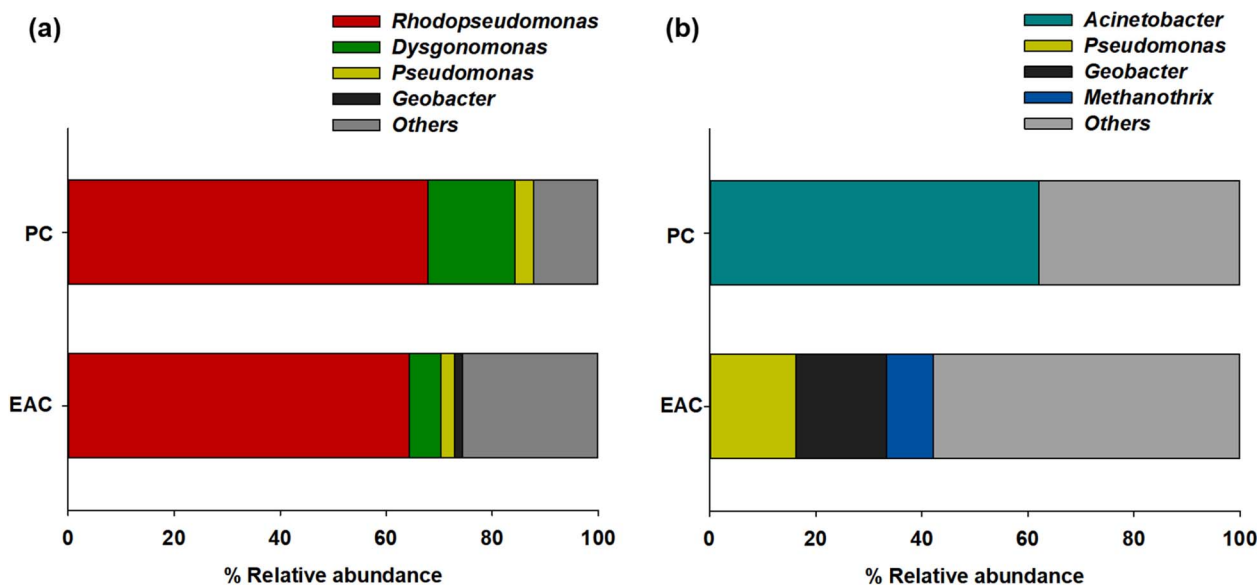 (a)
Rhodopseudomonas
Dysgonomonas
Pseudomonas
Geobacter
Others
PC
EAC
0 20 40 60 80 100
% Relative abundance
(b)
Acinetobacter
Pseudomonas
Geobacter
Methanothrix
Others
PC
EAC
0 20 40 60 80 100
% Relative abundance